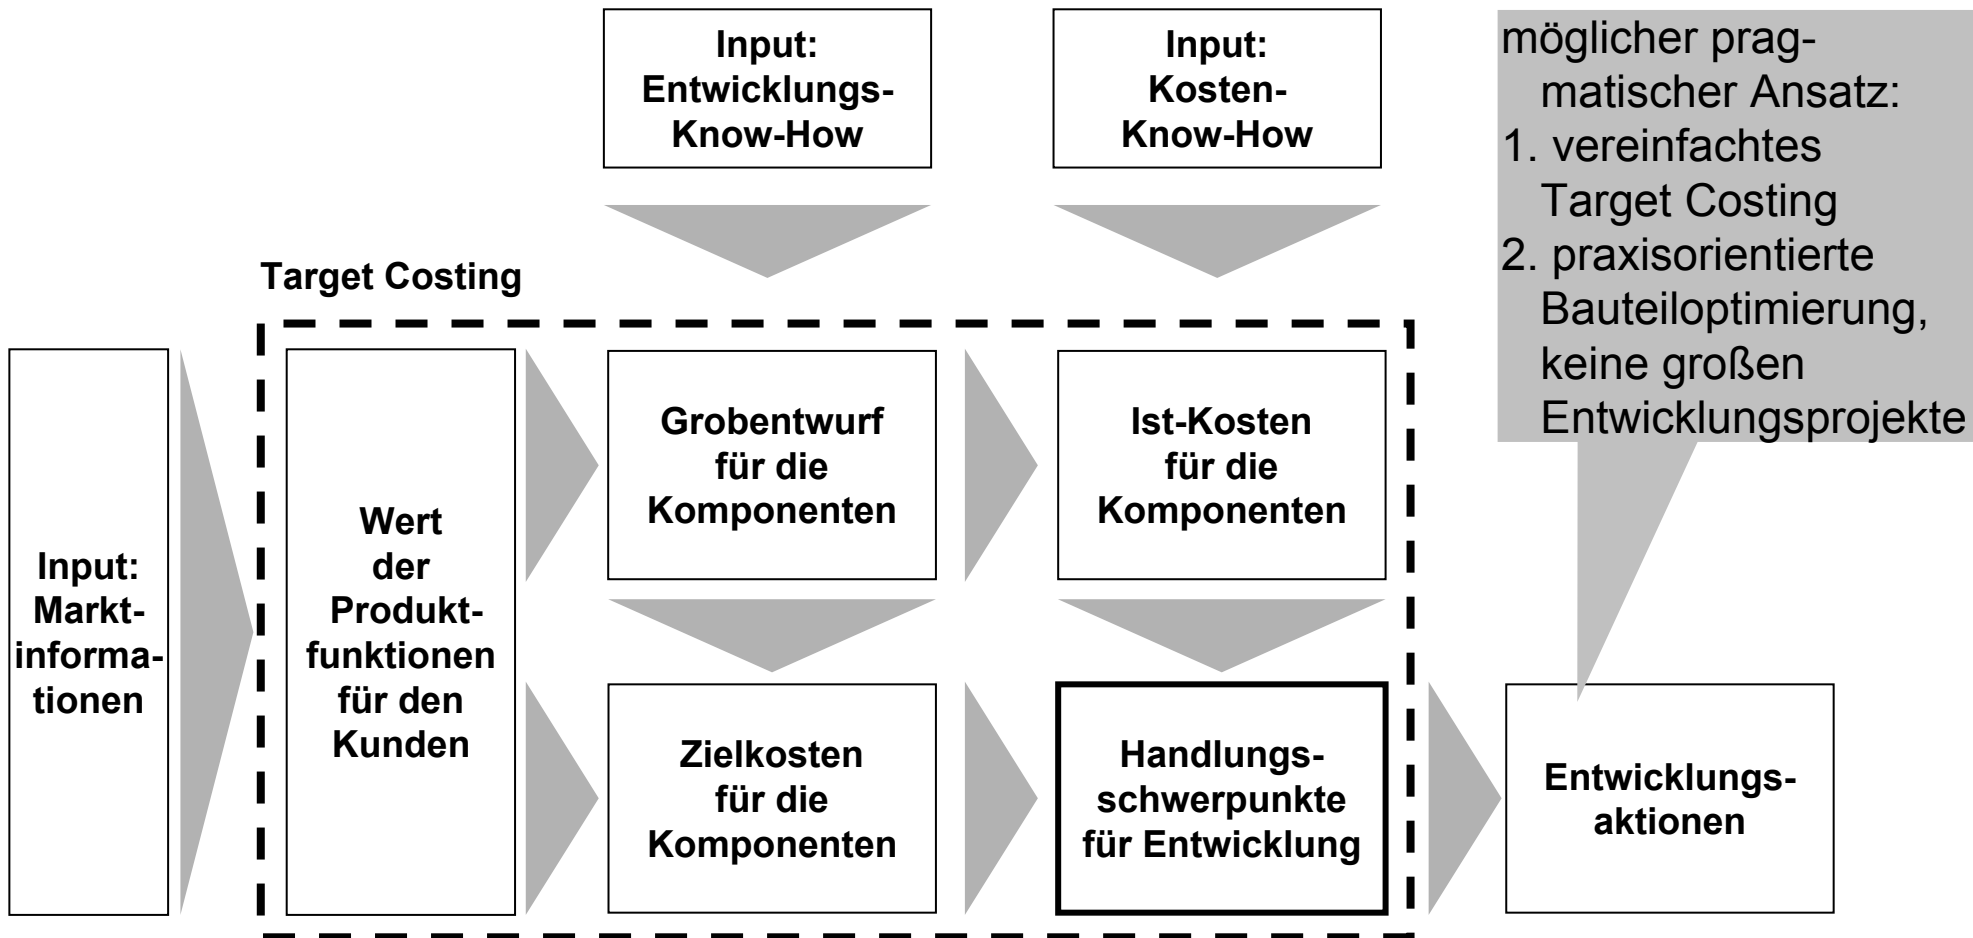 Input:
Entwicklungs-
Know-How
Input:
Kosten-
Know-How
möglicher prag-
matischer Ansatz:
1. vereinfachtes
Target Costing
2. praxisorientierte
Bauteiloptimierung,
keine großen
Entwicklungsprojekte
Target Costing
Input:
Markt-
informa-
tionen
Wert
der
Produkt-
funktionen
für den
Kunden
Grobentwurf
für die
Komponenten
Ist-Kosten
für die
Komponenten
Zielkosten
für die
Komponenten
Handlungs-
schwerpunkte
für Entwicklung
Entwicklungs-
aktionen